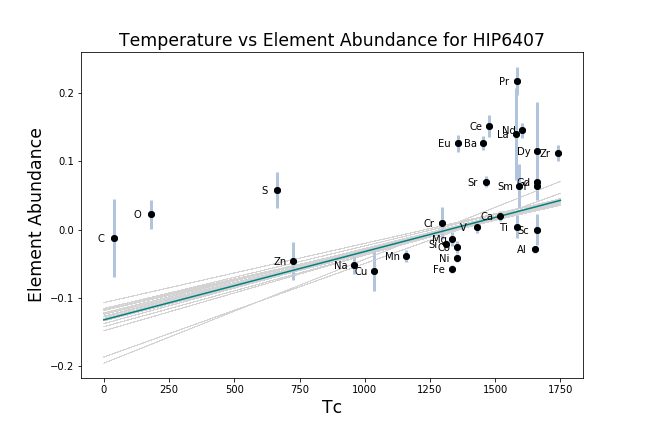 Temperature vs Element Abundance for HIP6407
Element Abundance
0.2
0.1
0.0
−0.1
−0.2
Pr
Ce
Nd
La
Eu
Ba
Dy
Zr
Sr
Gd
Sm
S
O
C
Cr
Ca
V
Ti
Sc
Mg
Si
Co
Al
Ni
Fe
Mn
Zn
Na
Cu
0
250
500
750
1000
1250
1500
1750
Tc